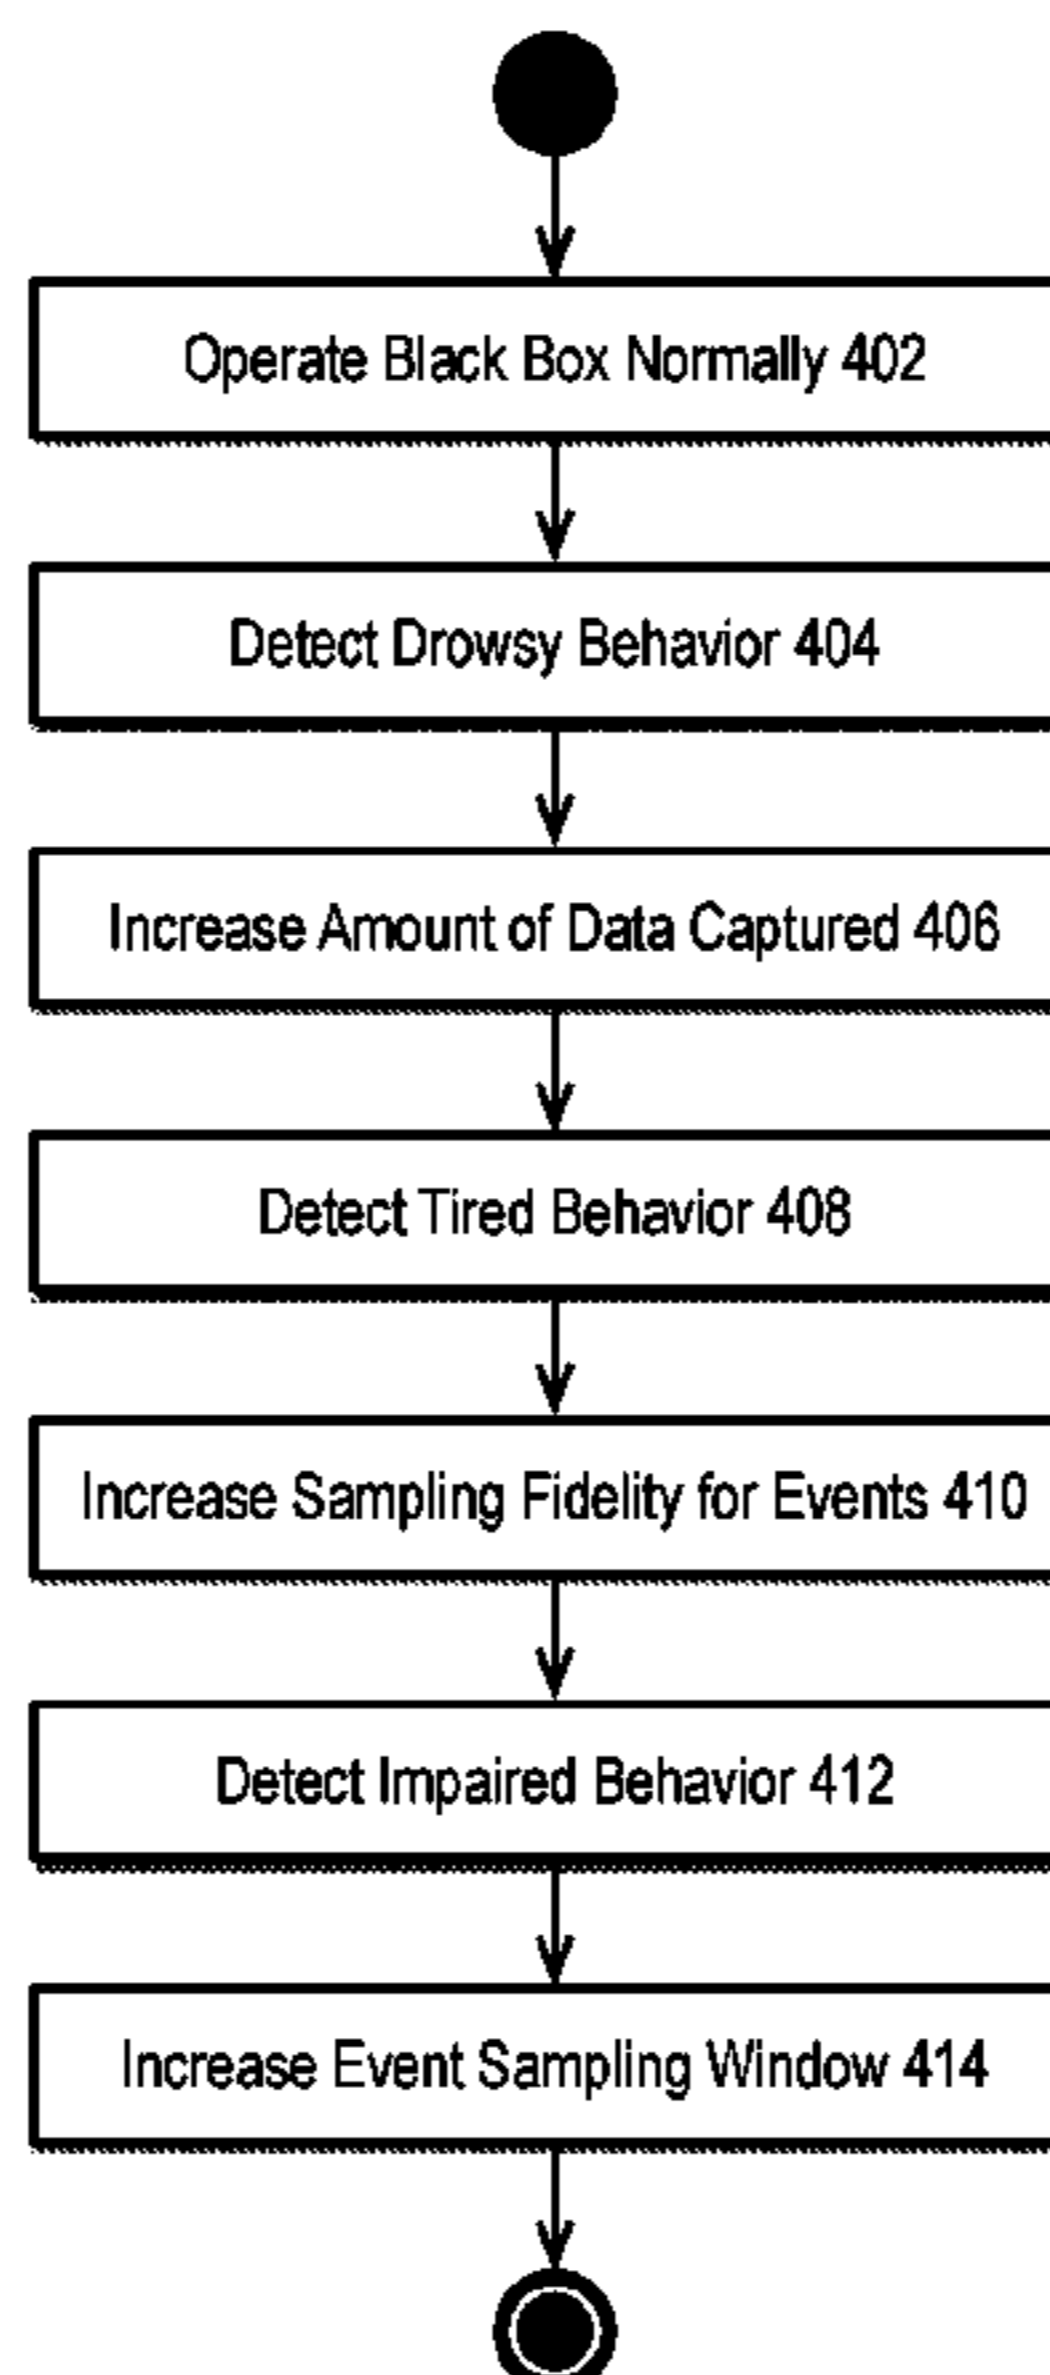 Operate Black Box Normally 402
Detect Drowsy Behavior 404
Increase Amount of Data Captured 406
Detect Tired Behavior 408
Increase Sampling Fidelity for Events 410
Detect Impaired Behavior 412
Increase Event Sampling Window 414